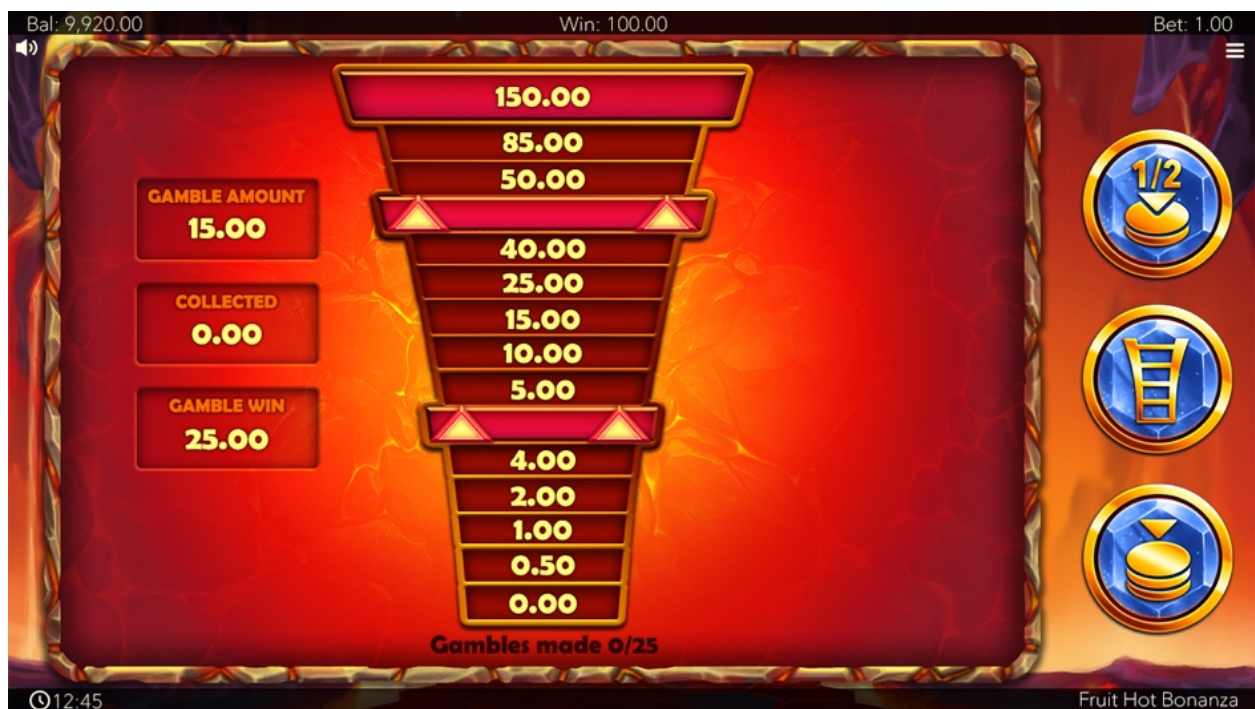 Bal: 9,920.00
Win: 100.00
Bet: 1.00
150.00
85.00
50.00
40.00
25.00
15.00
10.00
5.00
4.00
2.00
1.00
0.50
0.00
GAMBLE AMOUNT
15.00
COLLECTED
0.00
GAMBLE WIN
25.00
1/2
Gambles made 0/25
12:45
Fruit Hot Bonanza